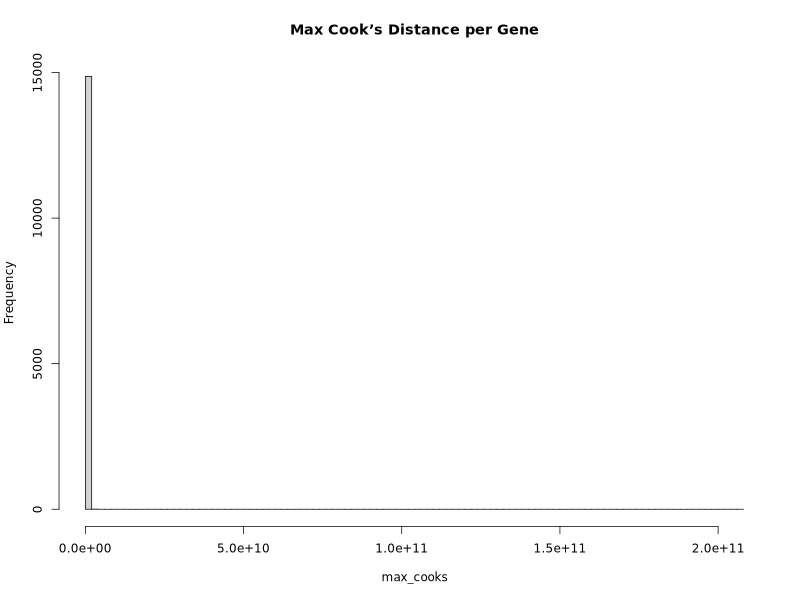 Max Cook’s Distance per Gene
Frequency
15000
10000
5000
0
0.0e+00 5.0e+10 1.0e+11 1.5e+11 2.0e+11
max_cooks